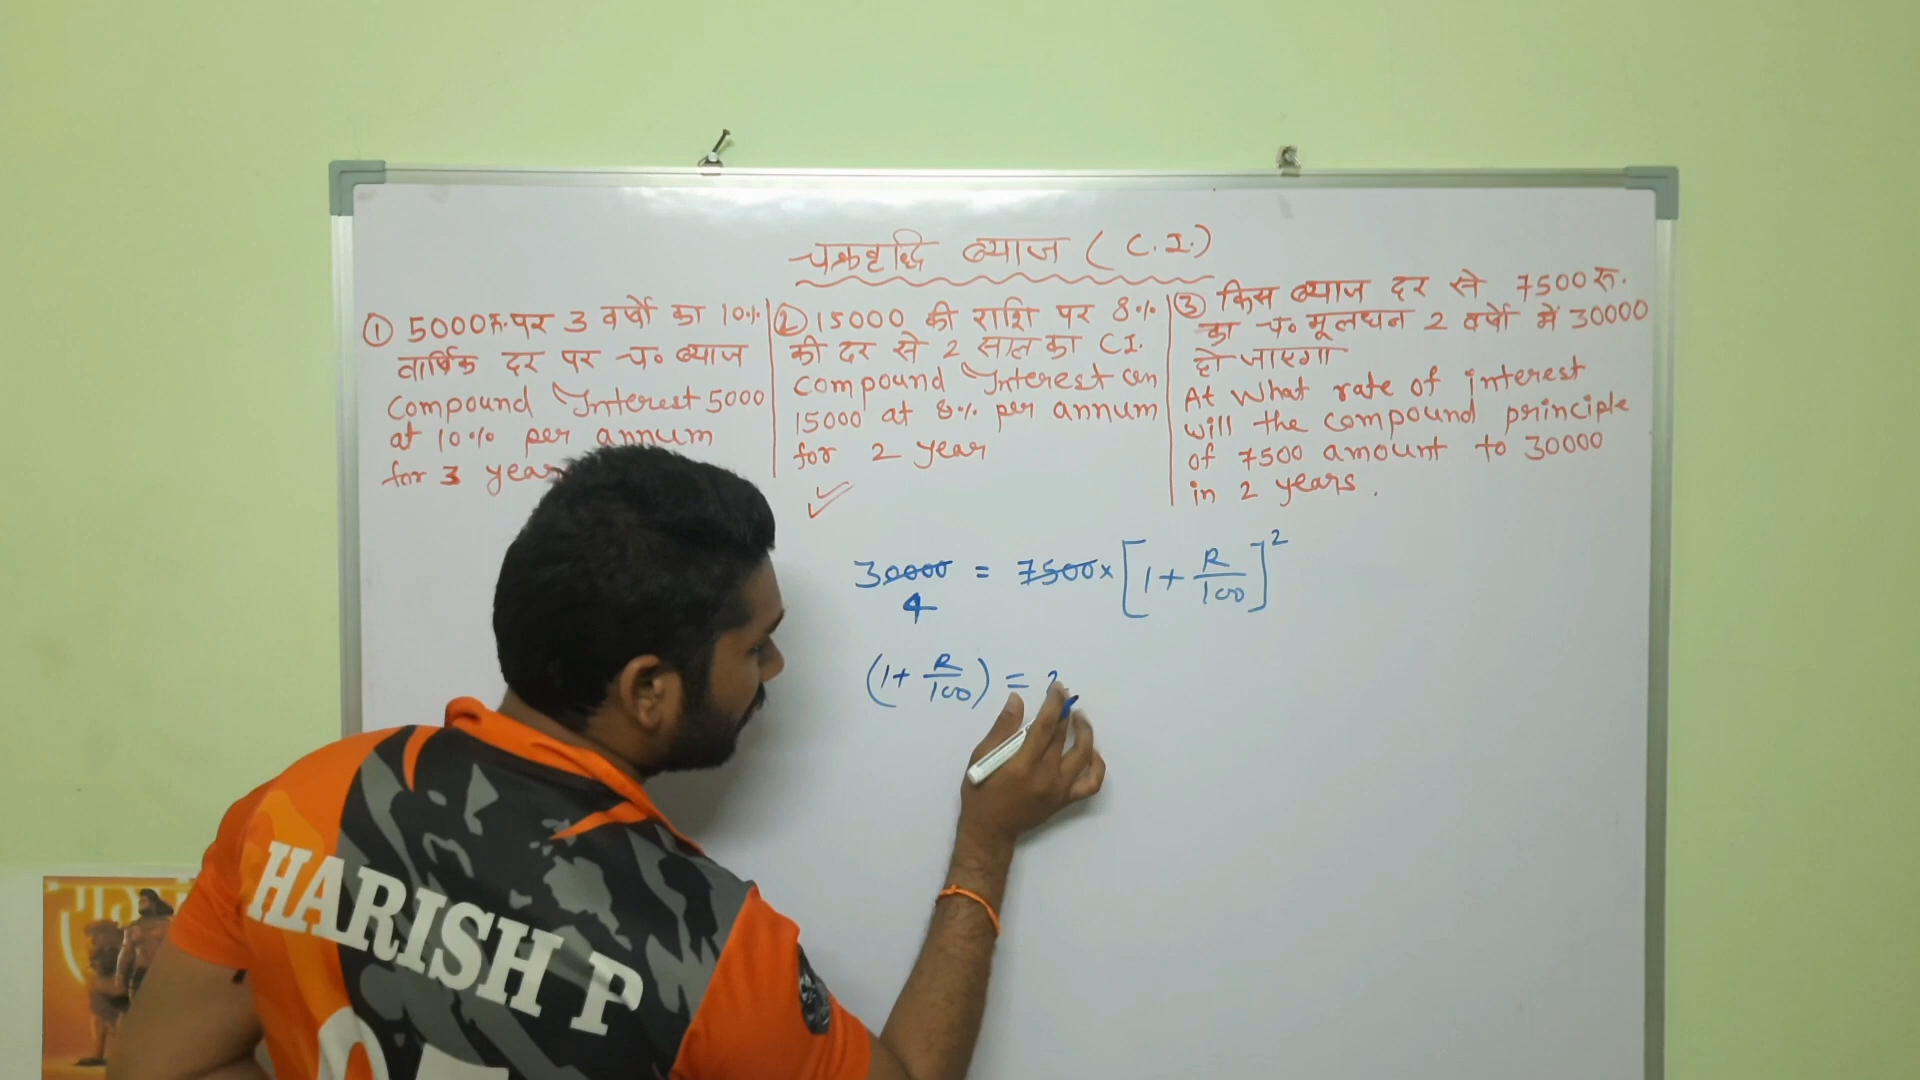 चक्रवृद्धि ब्याज ( C.I.)
① 5000रु. पर 3 वर्षो का 10%
वार्षिक दर पर च० ब्याज
Compound Interest 5000
at 10% per annum
for 3 year
② 15000 की राशि पर 8%
की दर से 2 साल का C.I.
Compound Interest on
15000 at 8% per annum
for 2 year
③ किस ब्याज दर से 7500रु.
का च० मूलधन 2 वर्षो में 30000
हो जाएगा
At What rate of interest
will the compound principle
of 7500 amount to 30000
in 2 years.
30000 = 7500 × [1 + R/100]²
4
(1 + R/100) = 2
HARISH P